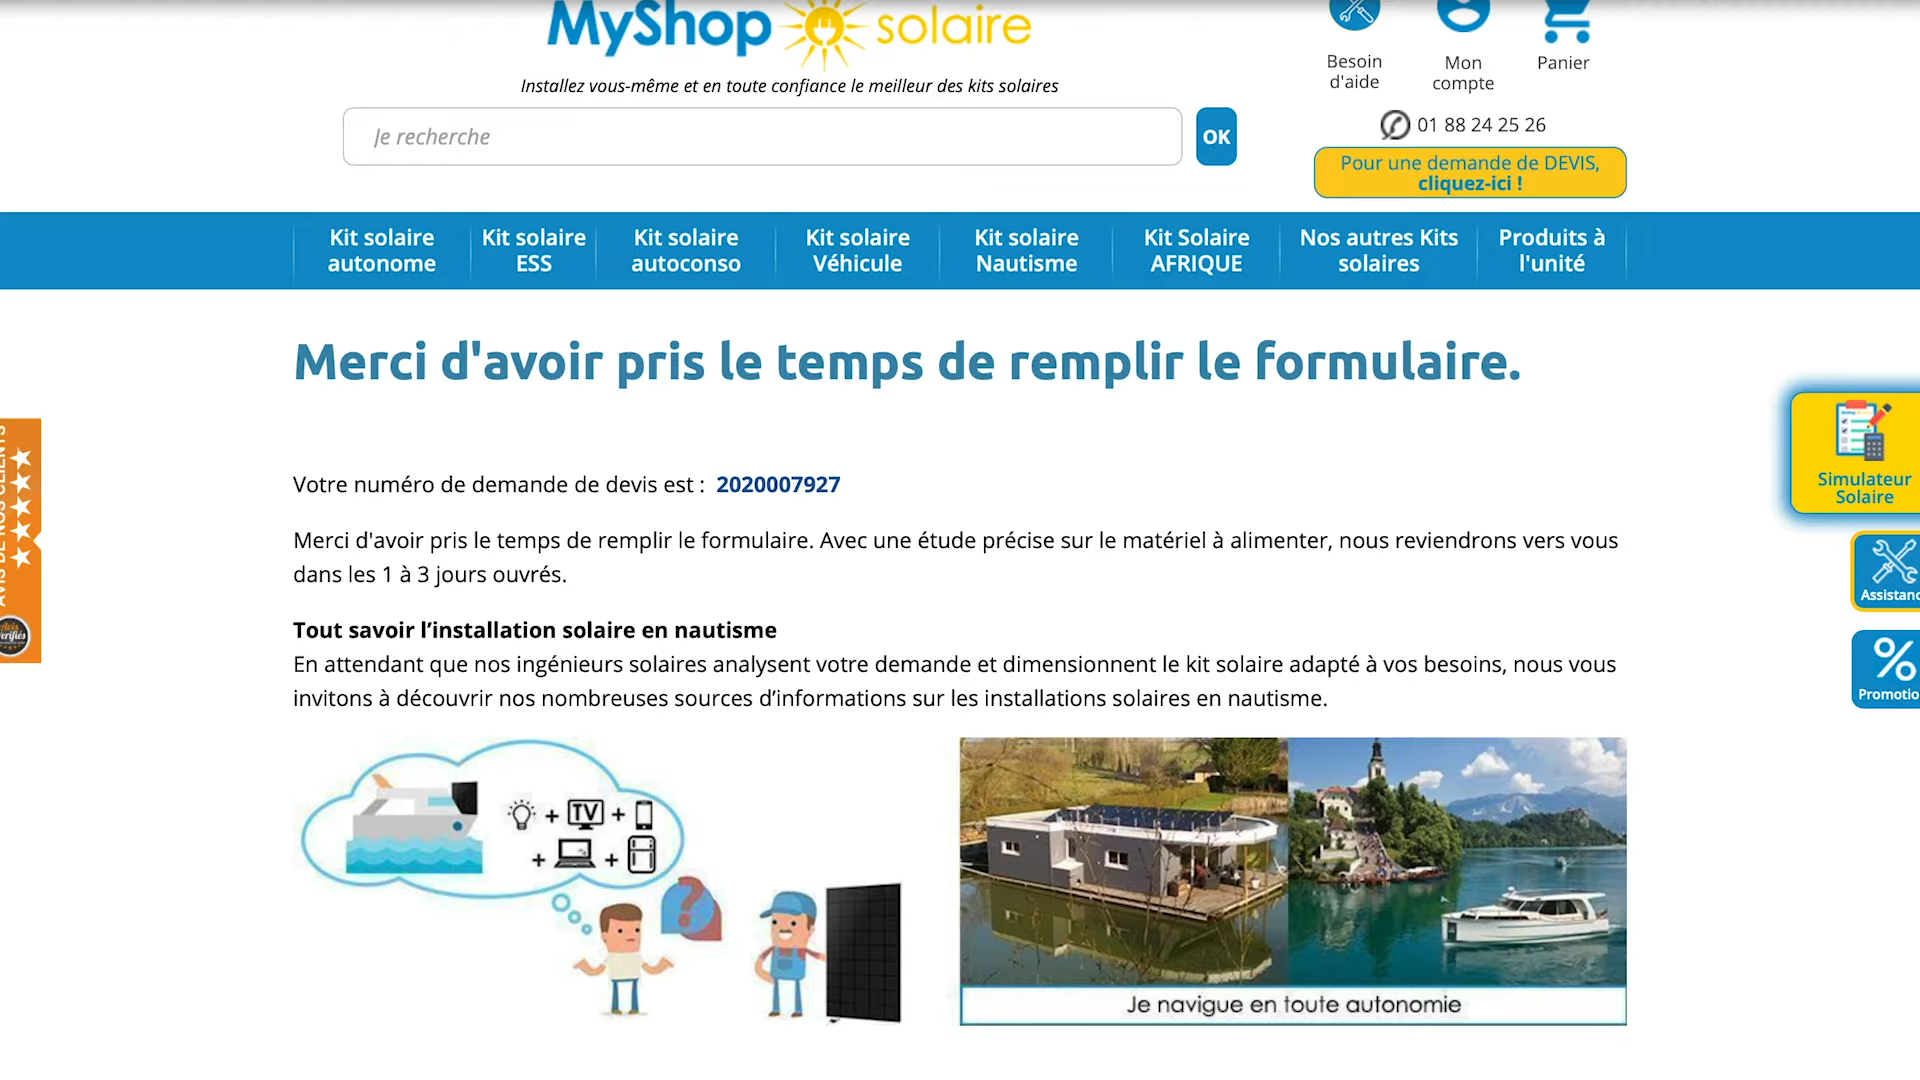 MyShop solaire
Installez vous-même et en toute confiance le meilleur des kits solaires
Je recherche
OK
Besoin
d'aide
Mon
compte
Panier
01 88 24 25 26
Pour une demande de DEVIS,
cliquez-ici !
Kit solaire
autonome
Kit solaire
ESS
Kit solaire
autoconso
Kit solaire
Véhicule
Kit solaire
Nautisme
Kit Solaire
AFRIQUE
Nos autres Kits
solaires
Produits à
l'unité
Merci d'avoir pris le temps de remplir le formulaire.
AVIS DE NOS CLIENTS
Simulateur
Solaire
Assistanc
Promotio
Votre numéro de demande de devis est : 2020007927
Merci d'avoir pris le temps de remplir le formulaire. Avec une étude précise sur le matériel à alimenter, nous reviendrons vers vous
dans les 1 à 3 jours ouvrés.
Tout savoir l’installation solaire en nautisme
En attendant que nos ingénieurs solaires analysent votre demande et dimensionnent le kit solaire adapté à vos besoins, nous vous
invitons à découvrir nos nombreuses sources d’informations sur les installations solaires en nautisme.
+ TV +
+ +
?
Je navigue en toute autonomie